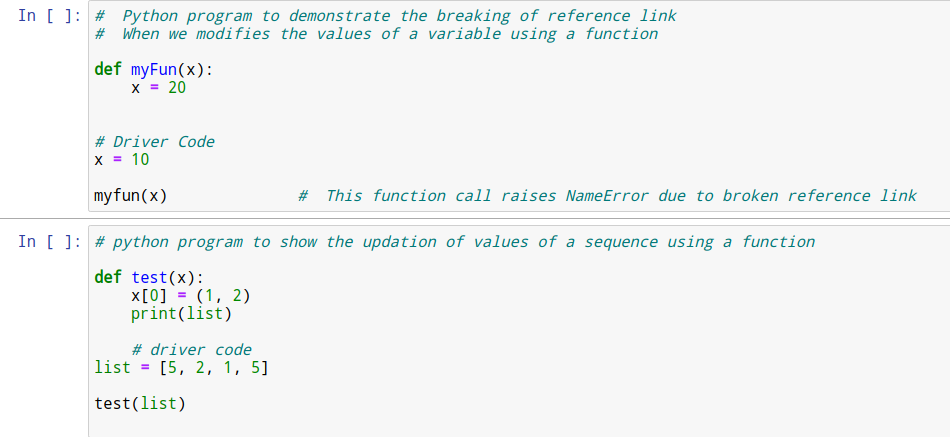 In [ ]: #  Python program to demonstrate the breaking of reference link
#  When we modifies the values of a variable using a function
def myFun(x):
    x = 20
# Driver Code
x = 10
myfun(x)              #  This function call raises NameError due to broken reference link
In [ ]: # python program to show the updation of values of a sequence using a function
def test(x):
    x[0] = (1, 2)
    print(list)
    # driver code
list = [5, 2, 1, 5]
test(list)